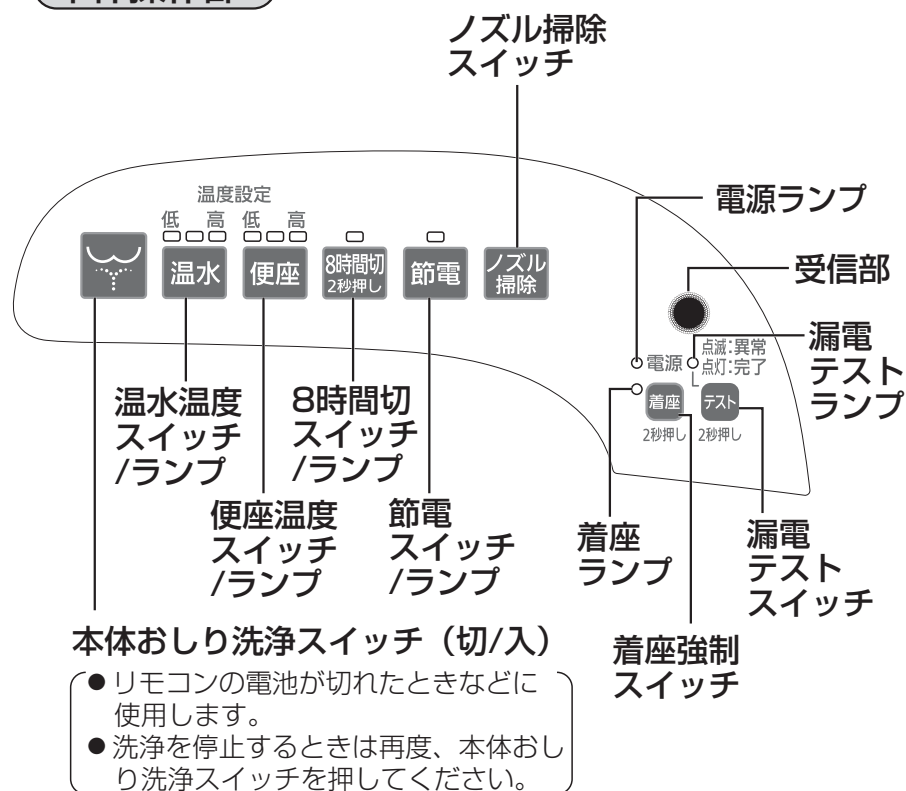 ノズル掃除
スイッチ
温度設定
低 高 低 高
温水
便座
8時間切
2秒押し
節電
ノズル
掃除
電源ランプ
受信部
漏電
テスト
ランプ
電源
点滅:異常
点灯:完了
着座
2秒押し
テスト
2秒押し
温水温度
スイッチ
/ランプ
8時間切
スイッチ
/ランプ
便座温度
スイッチ
/ランプ
節電
スイッチ
/ランプ
着座
ランプ
漏電
テスト
スイッチ
着座強制
スイッチ
本体おしり洗浄スイッチ（切/入）
●リモコンの電池が切れたときなどに
使用します。
●洗浄を停止するときは再度、本体おし
り洗浄スイッチを押してください。